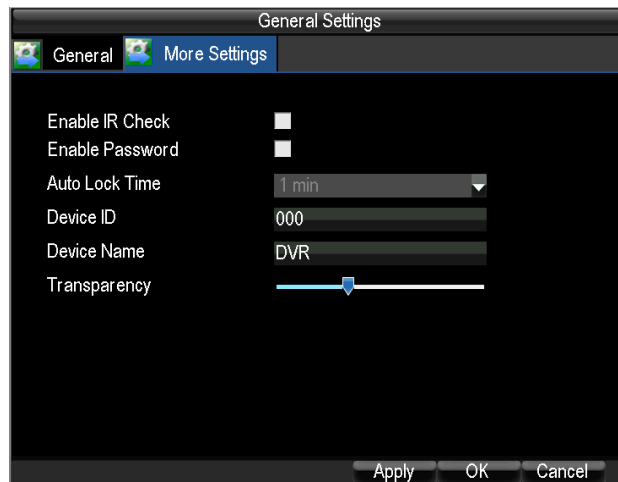 General Settings
General More Settings
Enable IR Check
Enable Password
Auto Lock Time 1 min
Device ID 000
Device Name DVR
Transparency
Apply OK Cancel